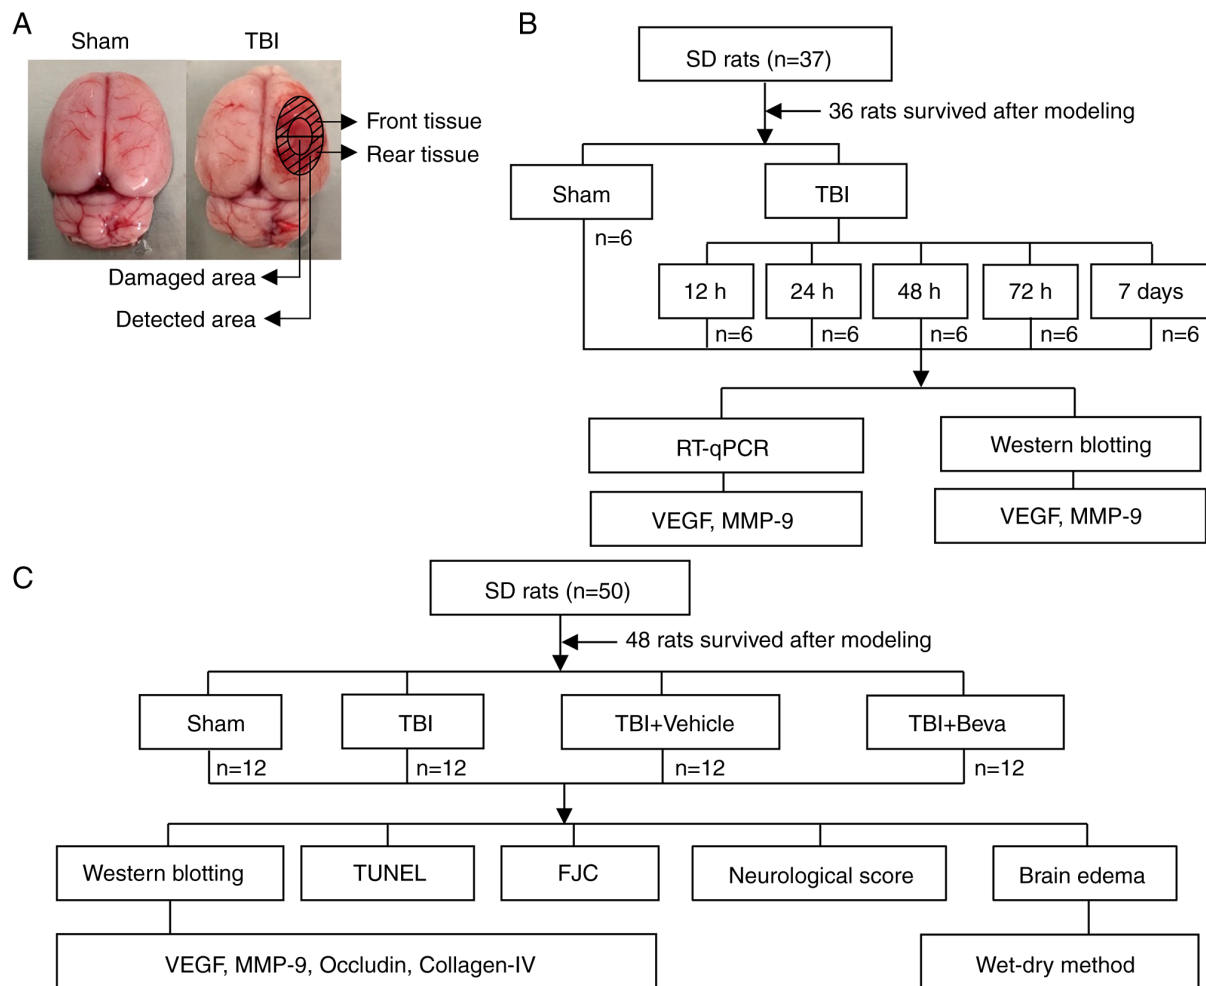 A
Sham
TBI
Front tissue
Rear tissue
Damaged area
Detected area
B
SD rats (n=37)
36 rats survived after modeling
Sham
TBI
n=6
12 h
24 h
48 h
72 h
7 days
n=6
n=6
n=6
n=6
n=6
RT-qPCR
Western blotting
VEGF, MMP-9
VEGF, MMP-9
C
SD rats (n=50)
48 rats survived after modeling
Sham
TBI
TBI+Vehicle
TBI+Beva
n=12
n=12
n=12
n=12
Western blotting
TUNEL
FJC
Neurological score
Brain edema
VEGF, MMP-9, Occludin, Collagen-IV
Wet-dry method